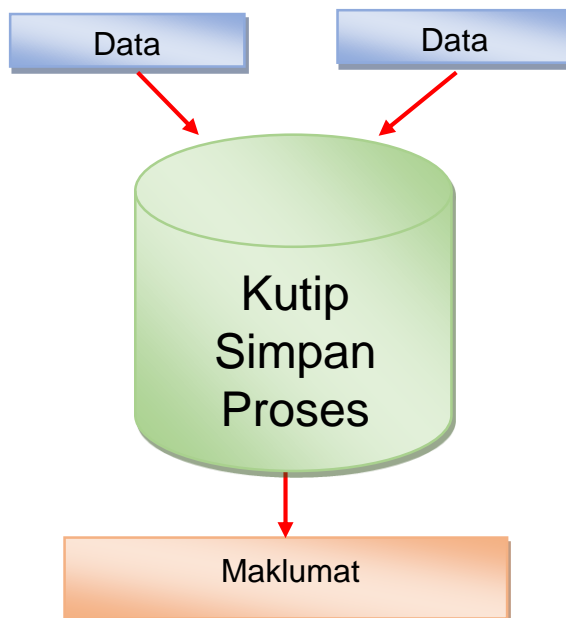 Data
Data
Kutip
Simpan
Proses
Maklumat